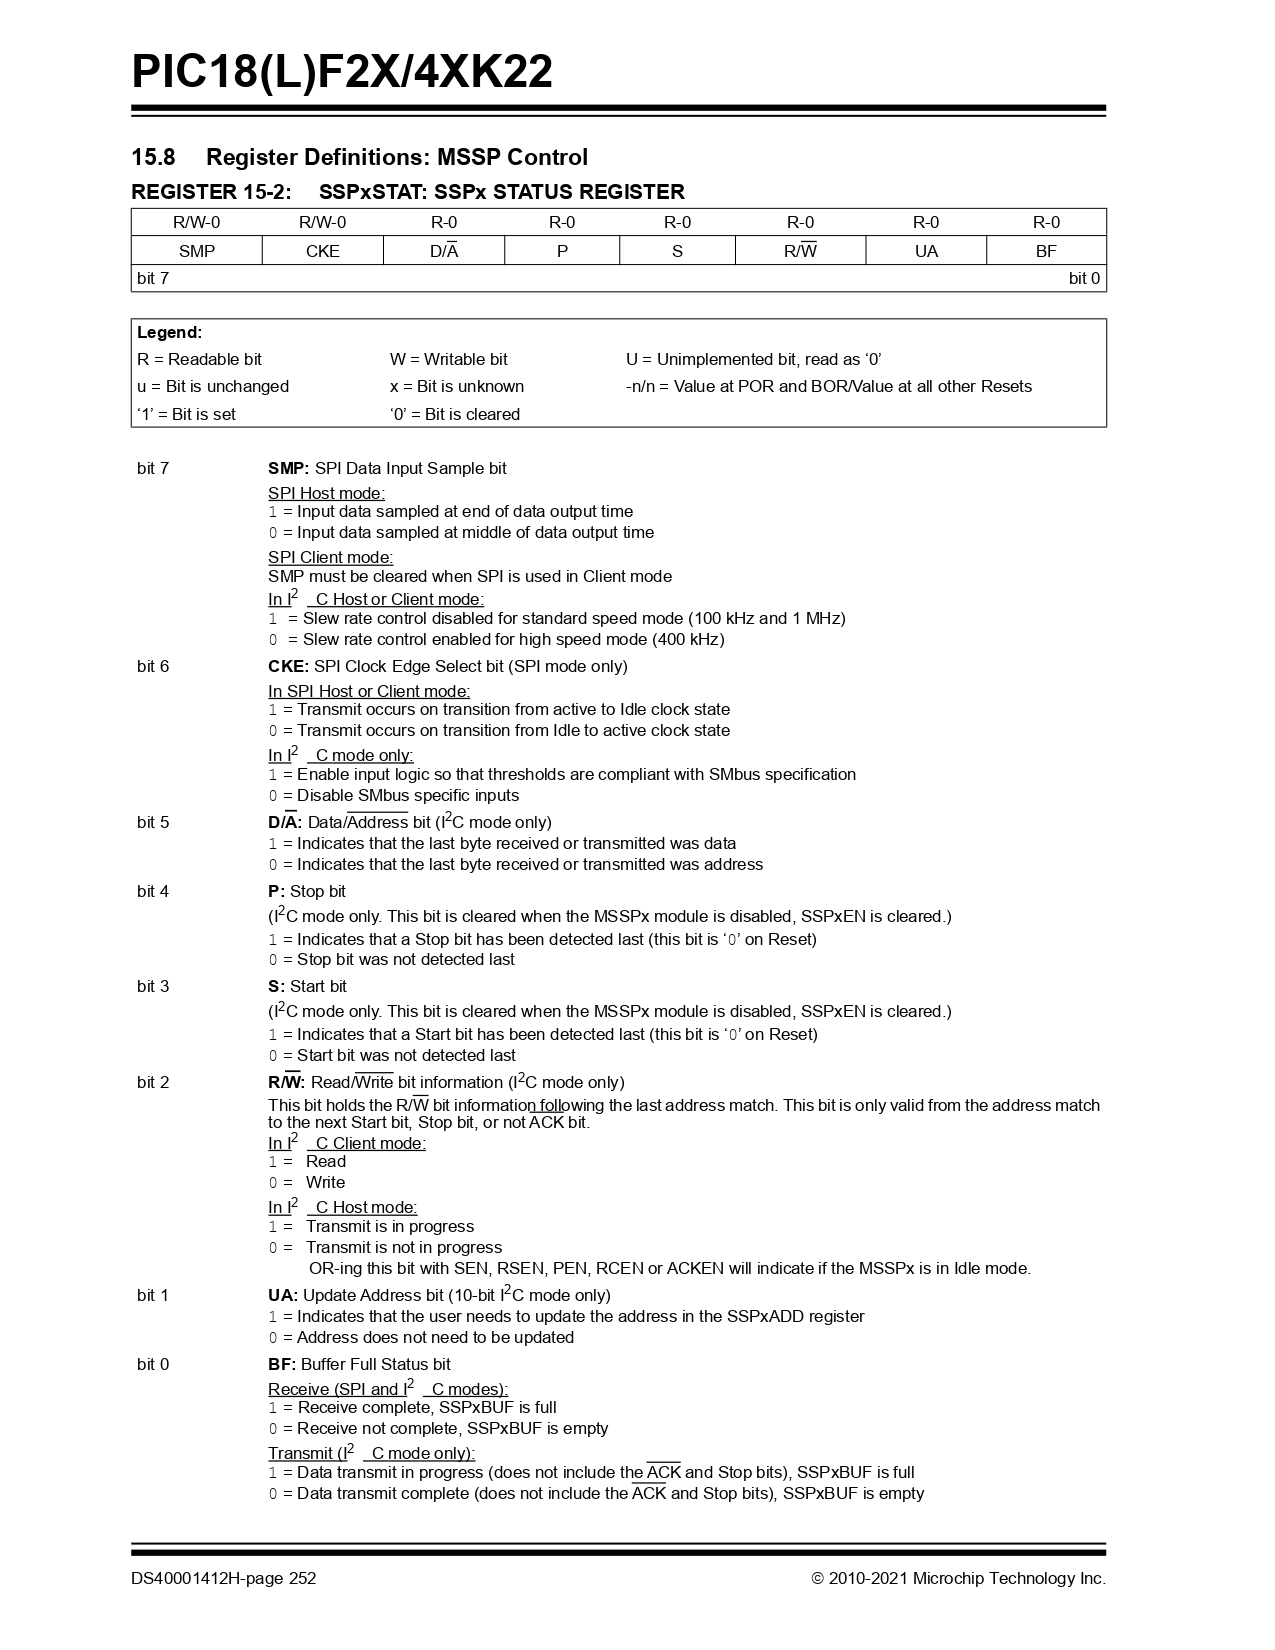 PIC18(L)F2X/4XK22
15.8 Register Definitions: MSSP Control
REGISTER 15-2: SSPxSTAT: SSPx STATUS REGISTER
R/W-0 R/W-0 R-0 R-0 R-0 R-0 R-0 R-0
SMP CKE D/A̅ P S R/W̅ UA BF
bit 7 bit 0
Legend:
R = Readable bit W = Writable bit U = Unimplemented bit, read as ‘0’
u = Bit is unchanged x = Bit is unknown -n/n = Value at POR and BOR/Value at all other Resets
‘1’ = Bit is set ‘0’ = Bit is cleared
bit 7 SMP: SPI Data Input Sample bit
SPI Host mode:
1 = Input data sampled at end of data output time
0 = Input data sampled at middle of data output time
SPI Client mode:
SMP must be cleared when SPI is used in Client mode
In I² C Host or Client mode:
1 = Slew rate control disabled for standard speed mode (100 kHz and 1 MHz)
0 = Slew rate control enabled for high speed mode (400 kHz)
bit 6 CKE: SPI Clock Edge Select bit (SPI mode only)
In SPI Host or Client mode:
1 = Transmit occurs on transition from active to Idle clock state
0 = Transmit occurs on transition from Idle to active clock state
In I² C mode only:
1 = Enable input logic so that thresholds are compliant with SMbus specification
0 = Disable SMbus specific inputs
bit 5 D/A̅: Data/A̅d̅d̅r̅e̅s̅s̅ bit (I²C mode only)
1 = Indicates that the last byte received or transmitted was data
0 = Indicates that the last byte received or transmitted was address
bit 4 P: Stop bit
(I²C mode only. This bit is cleared when the MSSPx module is disabled, SSPxEN is cleared.)
1 = Indicates that a Stop bit has been detected last (this bit is ‘0’ on Reset)
0 = Stop bit was not detected last
bit 3 S: Start bit
(I²C mode only. This bit is cleared when the MSSPx module is disabled, SSPxEN is cleared.)
1 = Indicates that a Start bit has been detected last (this bit is ‘0’ on Reset)
0 = Start bit was not detected last
bit 2 R/W̅: Read/W̅r̅i̅t̅e̅ bit information (I²C mode only)
This bit holds the R/W̅ bit information following the last address match. This bit is only valid from the address match
to the next Start bit, Stop bit, or not A̅C̅K̅ bit.
In I² C Client mode:
1 = Read
0 = Write
In I² C Host mode:
1 = Transmit is in progress
0 = Transmit is not in progress
OR-ing this bit with SEN, RSEN, PEN, RCEN or ACKEN will indicate if the MSSPx is in Idle mode.
bit 1 UA: Update Address bit (10-bit I²C mode only)
1 = Indicates that the user needs to update the address in the SSPxADD register
0 = Address does not need to be updated
bit 0 BF: Buffer Full Status bit
Receive (SPI and I² C modes):
1 = Receive complete, SSPxBUF is full
0 = Receive not complete, SSPxBUF is empty
Transmit (I² C mode only):
1 = Data transmit in progress (does not include the A̅C̅K̅ and Stop bits), SSPxBUF is full
0 = Data transmit complete (does not include the A̅C̅K̅ and Stop bits), SSPxBUF is empty
DS40001412H-page 252 © 2010-2021 Microchip Technology Inc.